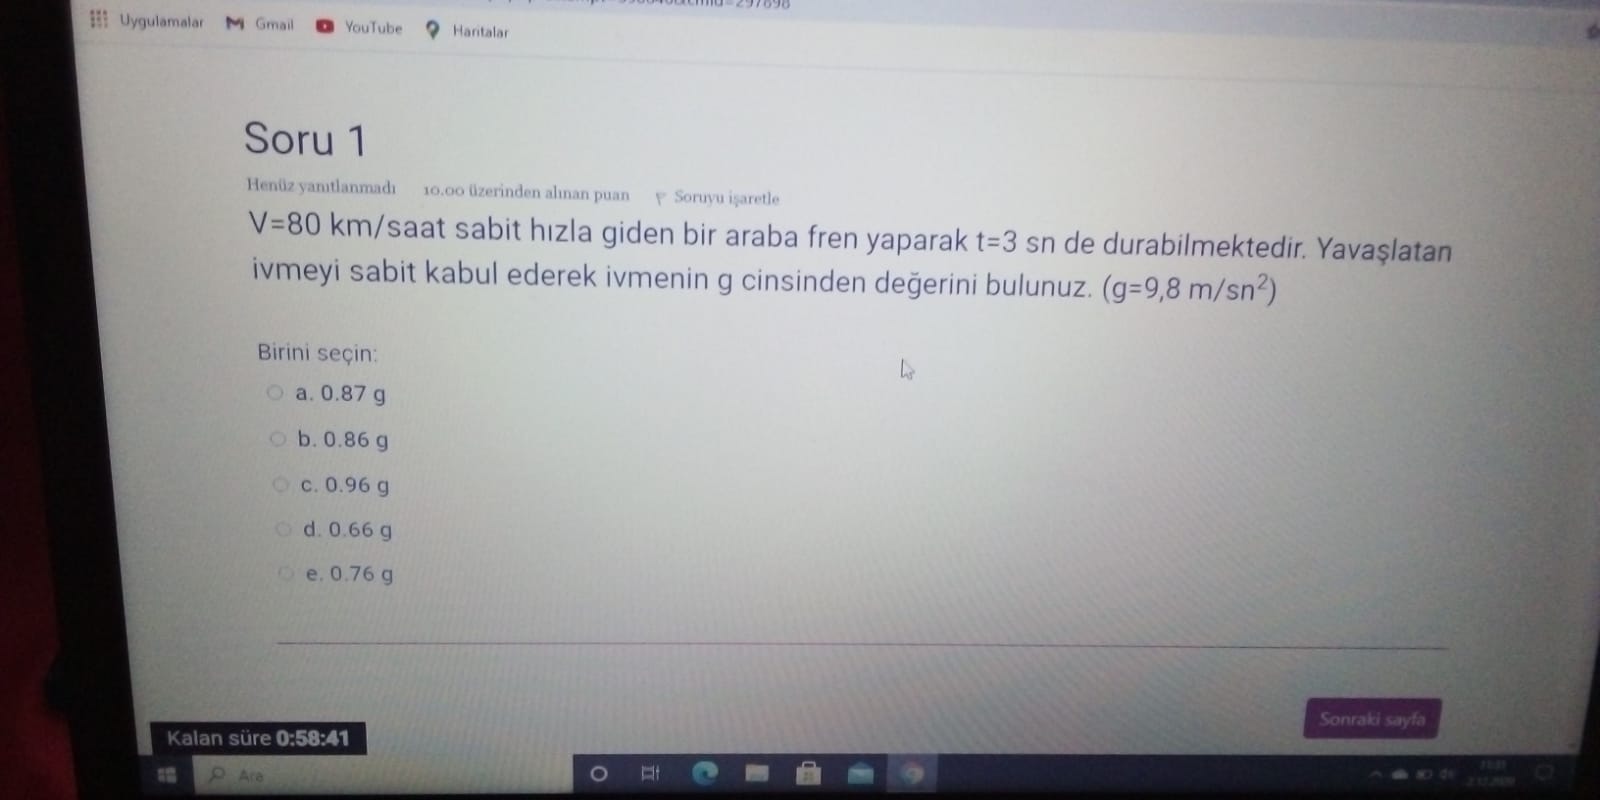 Uygulamalar Gmail YouTube Haritalar
Soru 1
Henüz yanıtlanmadı 10.00 üzerinden alınan puan Soruyu işaretle
V=80 km/saat sabit hızla giden bir araba fren yaparak t=3 sn de durabilmektedir. Yavaşlatan
ivmeyi sabit kabul ederek ivmenin g cinsinden değerini bulunuz. (g=9,8 m/sn²)
Birini seçin:
a. 0.87 g
b. 0.86 g
c. 0.96 g
d. 0.66 g
e. 0.76 g
Sonraki sayfa
Kalan süre 0:58:41
Ara